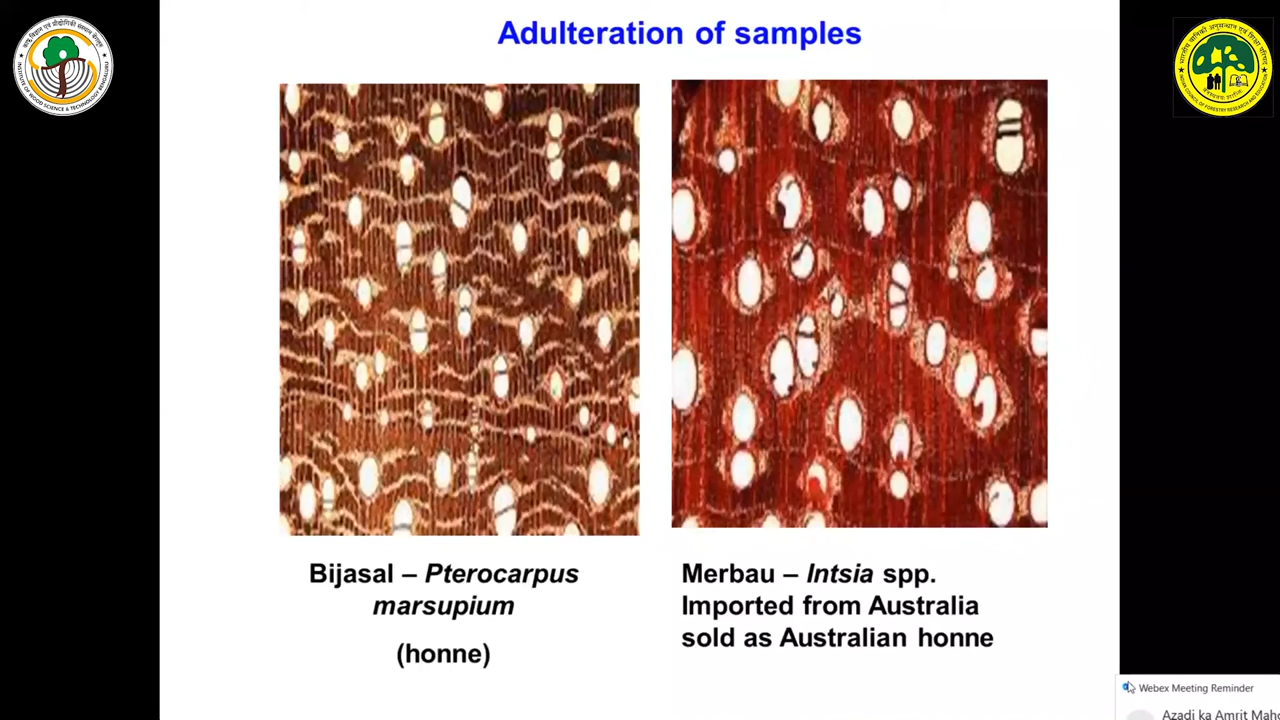 Adulteration of samples
Bijasal – Pterocarpus
marsupium
(honne)
Merbau – Intsia spp.
Imported from Australia
sold as Australian honne
Webex Meeting Reminder
Azadi ka Amrit Maho